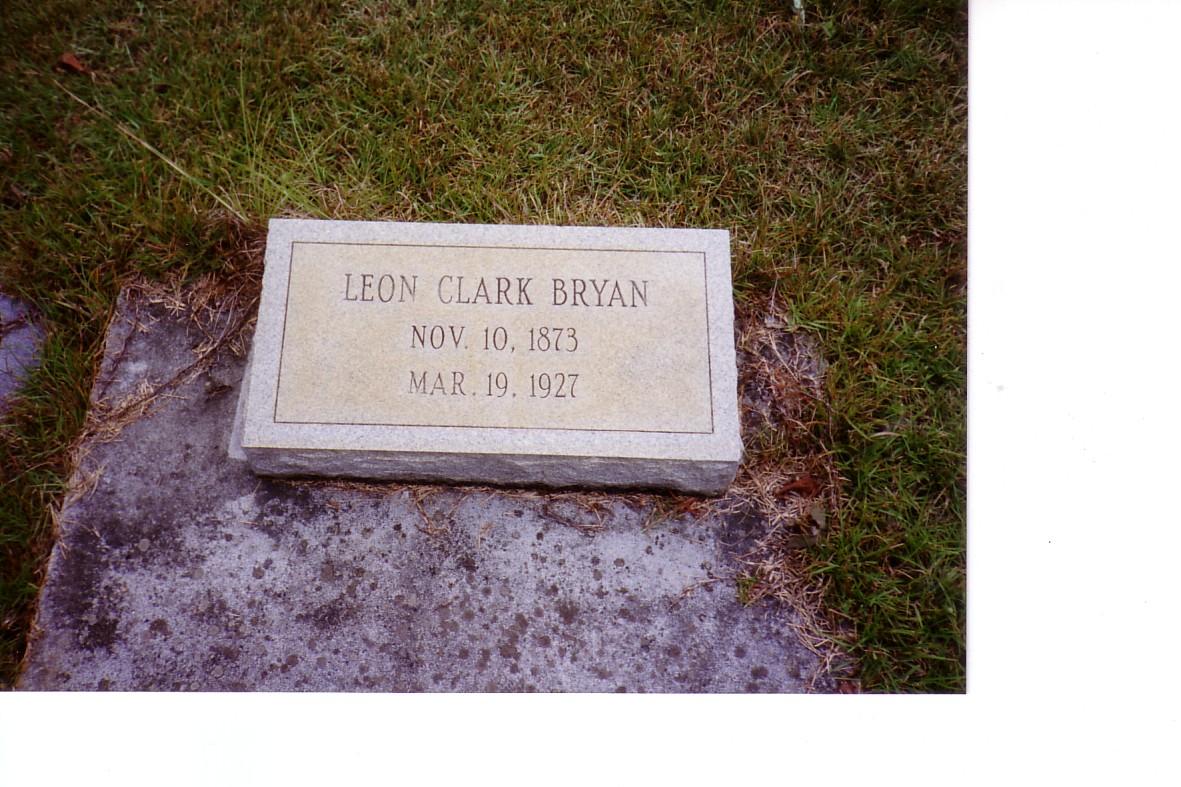 LEON CLARK BRYAN
NOV. 10, 1873
MAR. 19, 1927